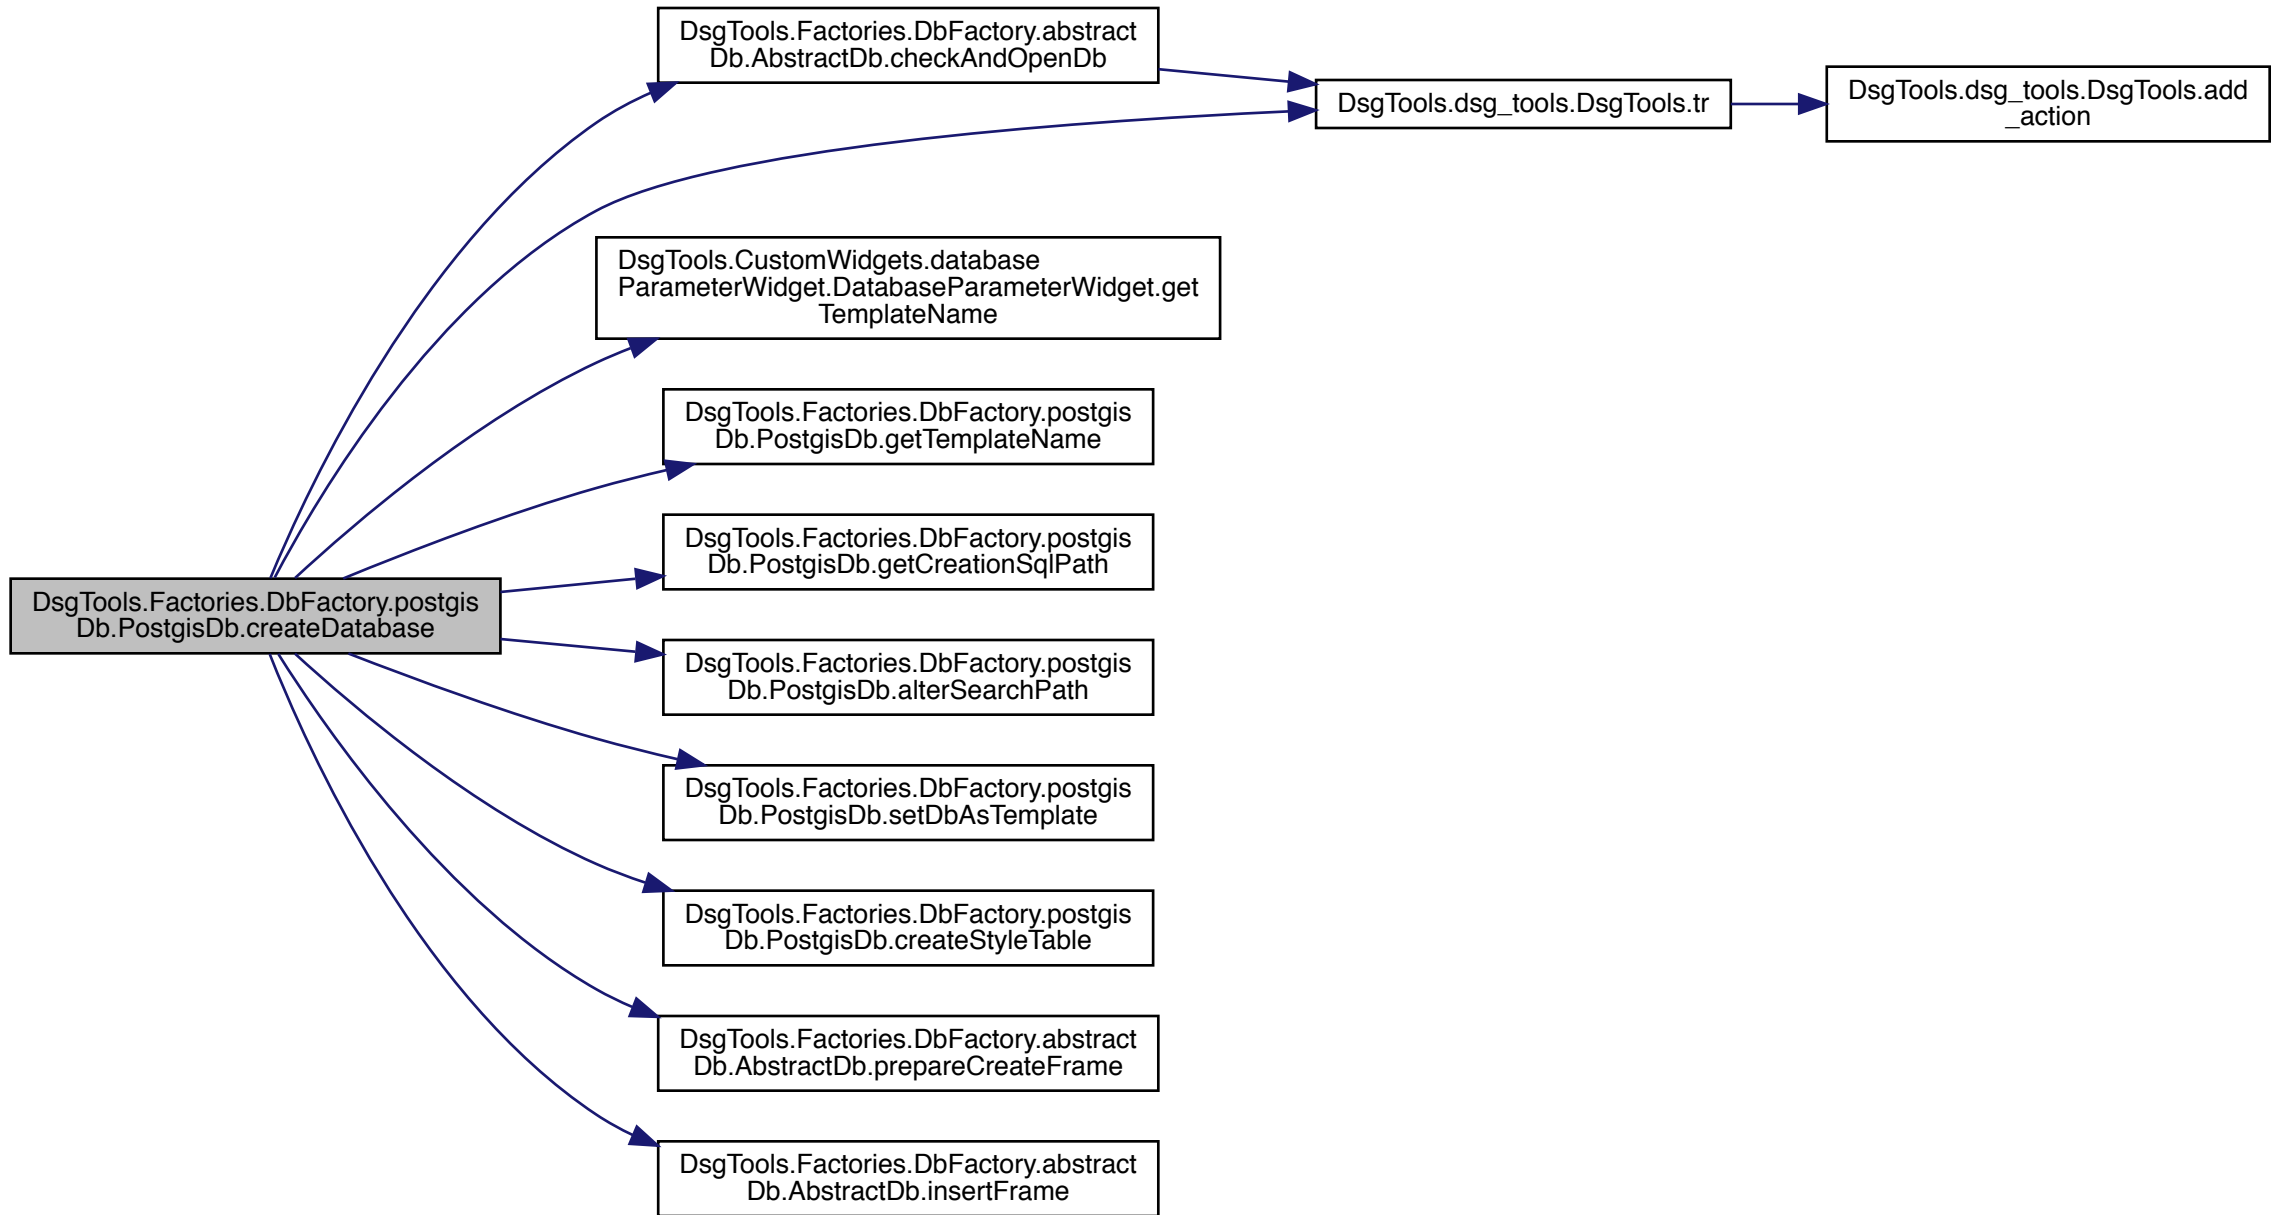 DsgTools.Factories.DbFactory.abstract
Db.AbstractDb.checkAndOpenDb
DsgTools.dsg_tools.DsgTools.tr
DsgTools.dsg_tools.DsgTools.add
_action
DsgTools.CustomWidgets.database
ParameterWidget.DatabaseParameterWidget.get
TemplateName
DsgTools.Factories.DbFactory.postgis
Db.PostgisDb.getTemplateName
DsgTools.Factories.DbFactory.postgis
Db.PostgisDb.getCreationSqlPath
DsgTools.Factories.DbFactory.postgis
Db.PostgisDb.createDatabase
DsgTools.Factories.DbFactory.postgis
Db.PostgisDb.alterSearchPath
DsgTools.Factories.DbFactory.postgis
Db.PostgisDb.setDbAsTemplate
DsgTools.Factories.DbFactory.postgis
Db.PostgisDb.createStyleTable
DsgTools.Factories.DbFactory.abstract
Db.AbstractDb.prepareCreateFrame
DsgTools.Factories.DbFactory.abstract
Db.AbstractDb.insertFrame